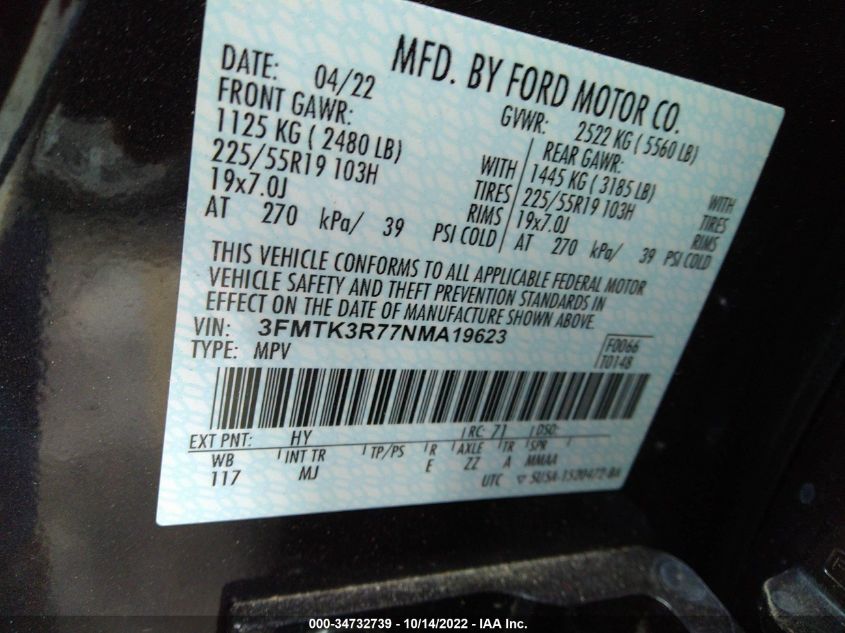 MFD. BY FORD MOTOR CO.
DATE: 04/22
GVWR: 2522 KG ( 5560 LB)
FRONT GAWR:
1125 KG ( 2480 LB)
225/55R19 103H
19x7.0J
WITH
TIRES
RIMS
AT 270 kPa/ 39 PSI COLD
REAR GAWR:
1445 KG ( 3185 LB)
225/55R19 103H
19x7.0J
WITH
TIRES
RIMS
AT 270 kPa/ 39 PSI COLD
THIS VEHICLE CONFORMS TO ALL APPLICABLE FEDERAL MOTOR
VEHICLE SAFETY AND THEFT PREVENTION STANDARDS IN
EFFECT ON THE DATE OF MANUFACTURE SHOWN ABOVE.
VIN: 3FMTK3R77NMA19623
TYPE: MPV
F0066
T0148
EXT PNT: HY RC: 71 DSO:
WB INT TR TP/PS R AXLE TR SPR
117 MJ E ZZ A MMAA
UTC ▽ 5USA-1520472-BA
000-34732739 - 10/14/2022 - IAA Inc.